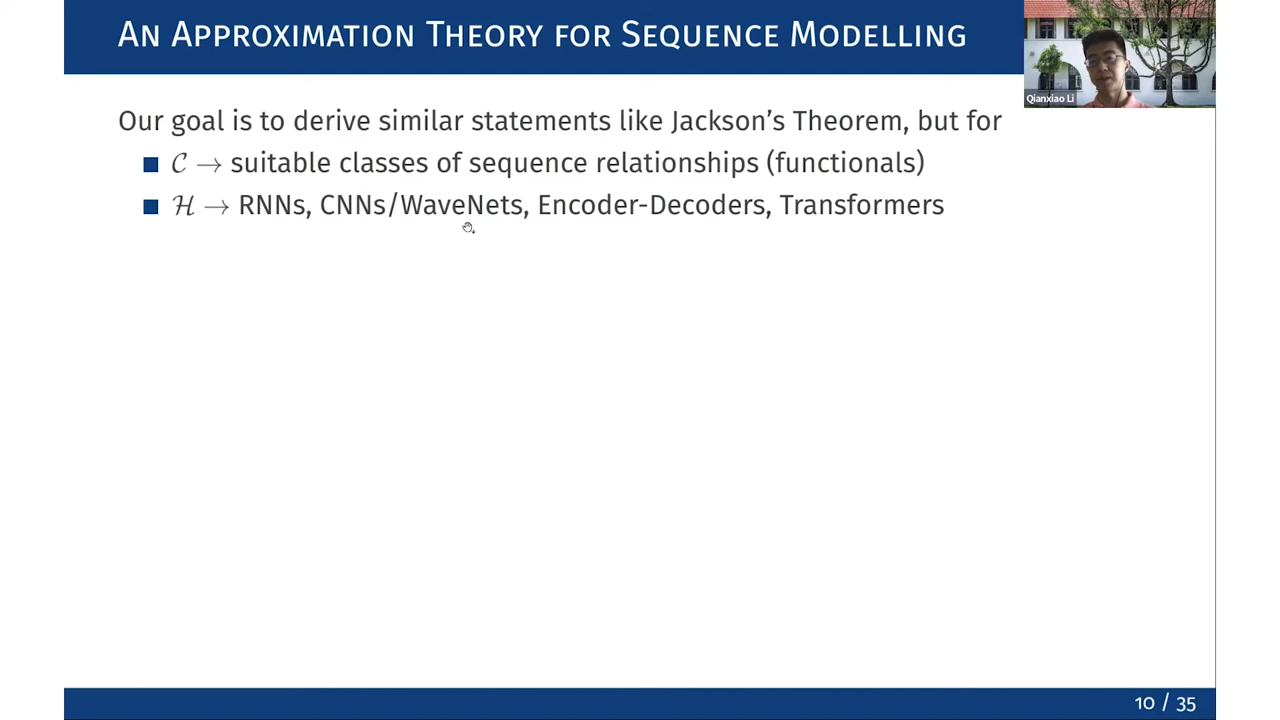 An Approximation Theory for Sequence Modelling
Qianxiao Li
Our goal is to derive similar statements like Jackson's Theorem, but for
■ 𝒞 → suitable classes of sequence relationships (functionals)
■ ℋ → RNNs, CNNs/WaveNets, Encoder-Decoders, Transformers
10 / 35